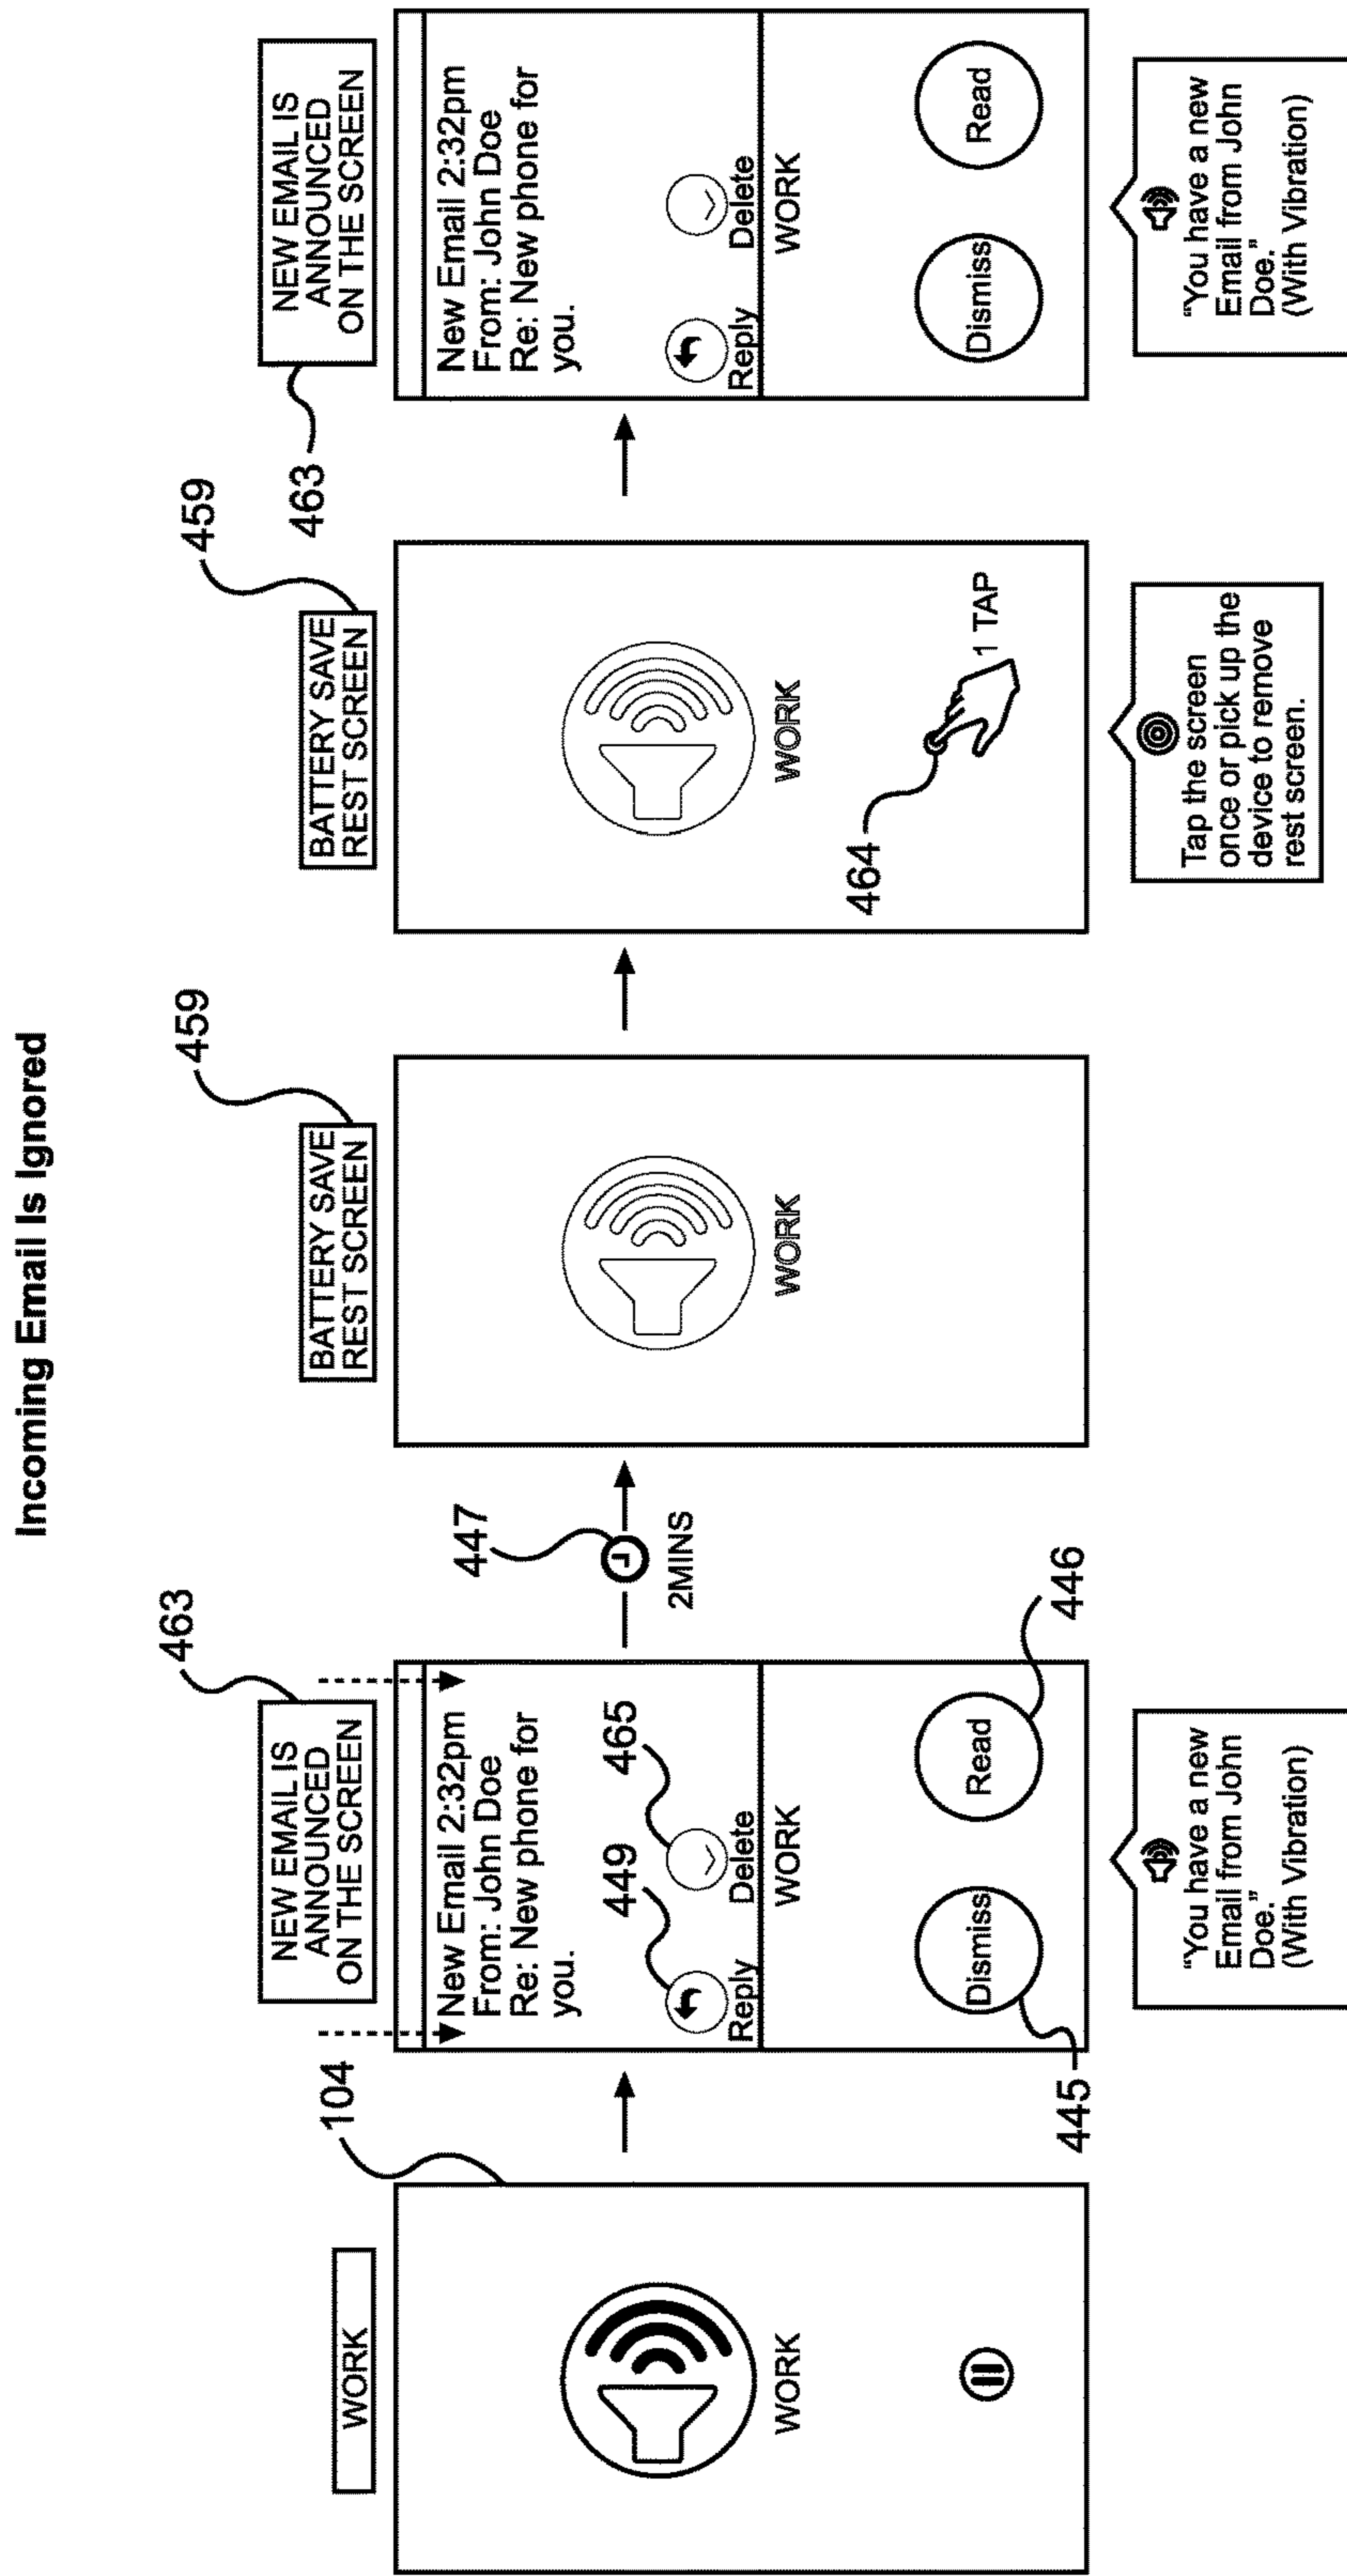 Incoming Email Is Ignored
WORK
104
WORK
NEW EMAIL IS
ANNOUNCED
ON THE SCREEN
463
New Email 2:32pm
From: John Doe
Re: New phone for
you.
449
465
Reply
Delete
WORK
Dismiss
Read
445
446
“You have a new
Email from John
Doe.”
(With Vibration)
447
2MINS
BATTERY SAVE
REST SCREEN
459
WORK
BATTERY SAVE
REST SCREEN
459
WORK
464
1 TAP
Tap the screen
once or pick up the
device to remove
rest screen.
NEW EMAIL IS
ANNOUNCED
ON THE SCREEN
463
New Email 2:32pm
From: John Doe
Re: New phone for
you.
Reply
Delete
WORK
Dismiss
Read
“You have a new
Email from John
Doe.”
(With Vibration)